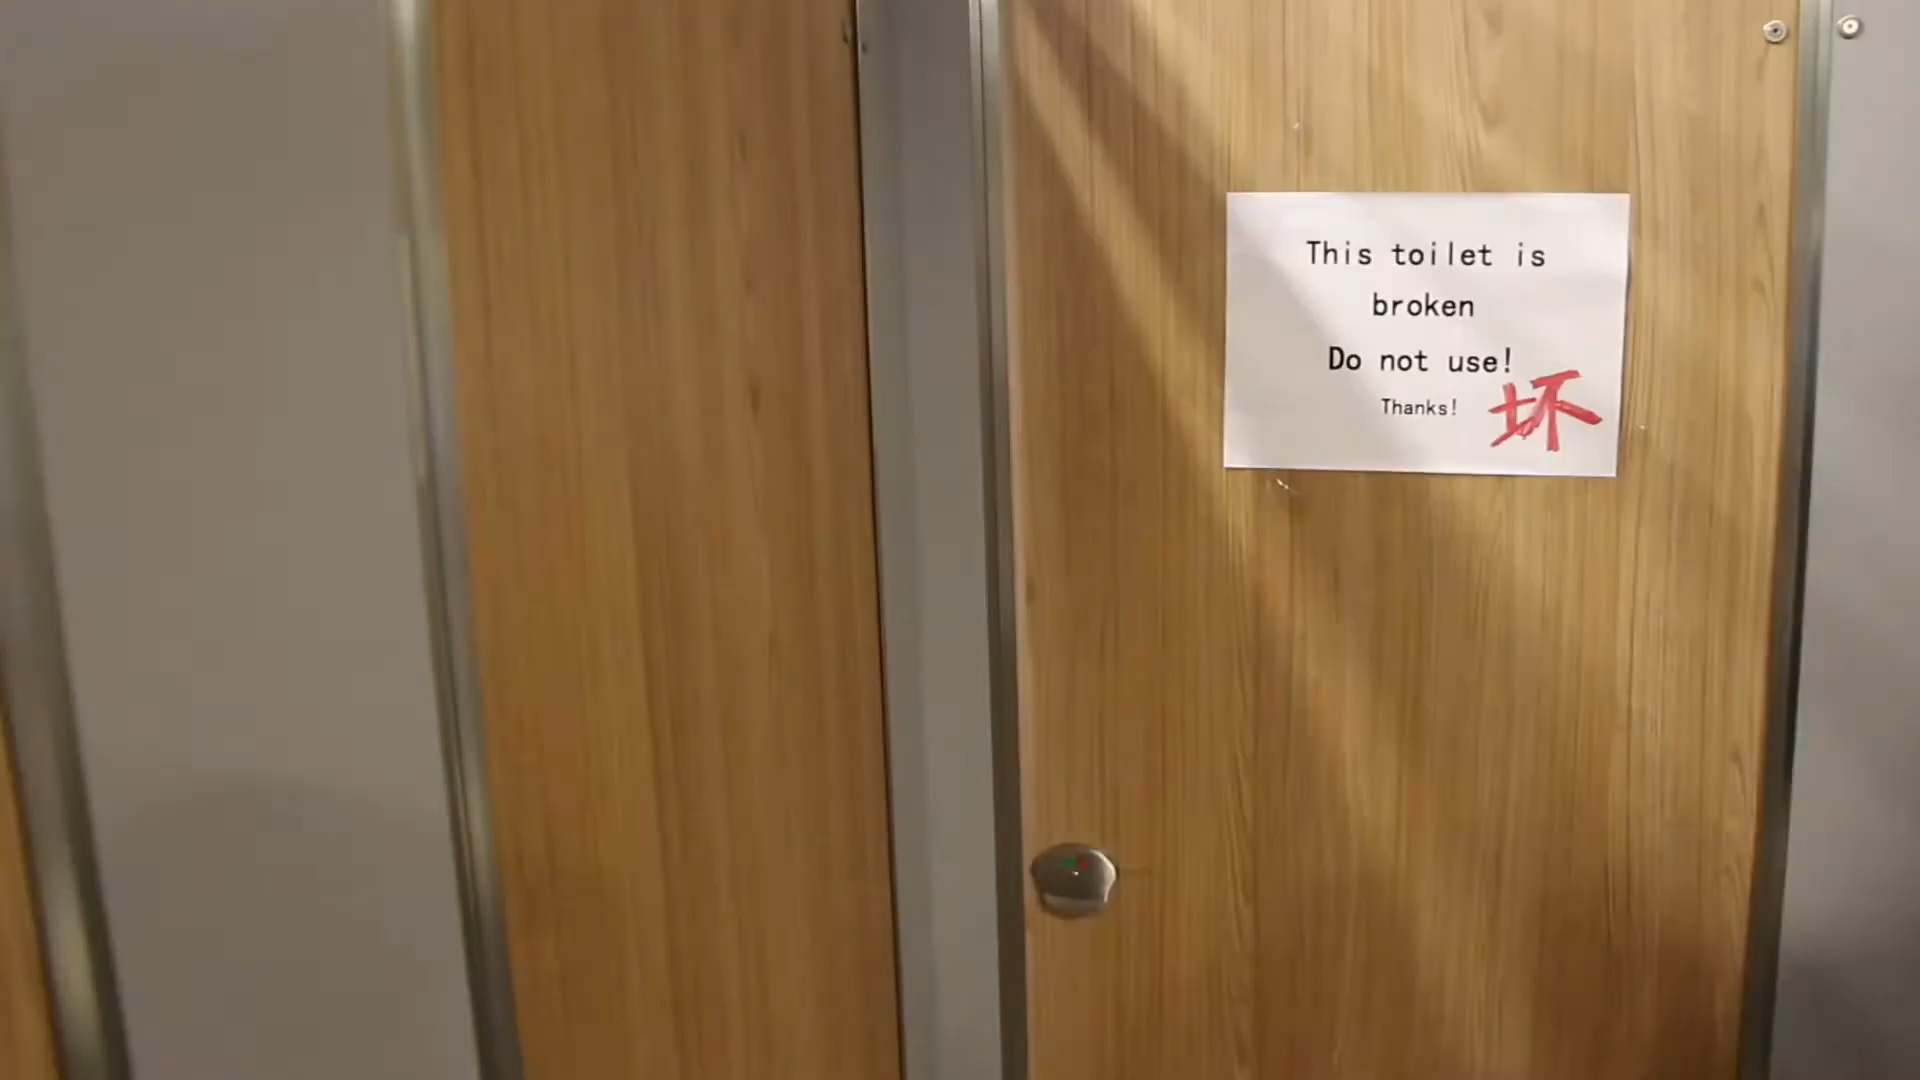 This toilet is
broken
Do not use!
Thanks!
坏